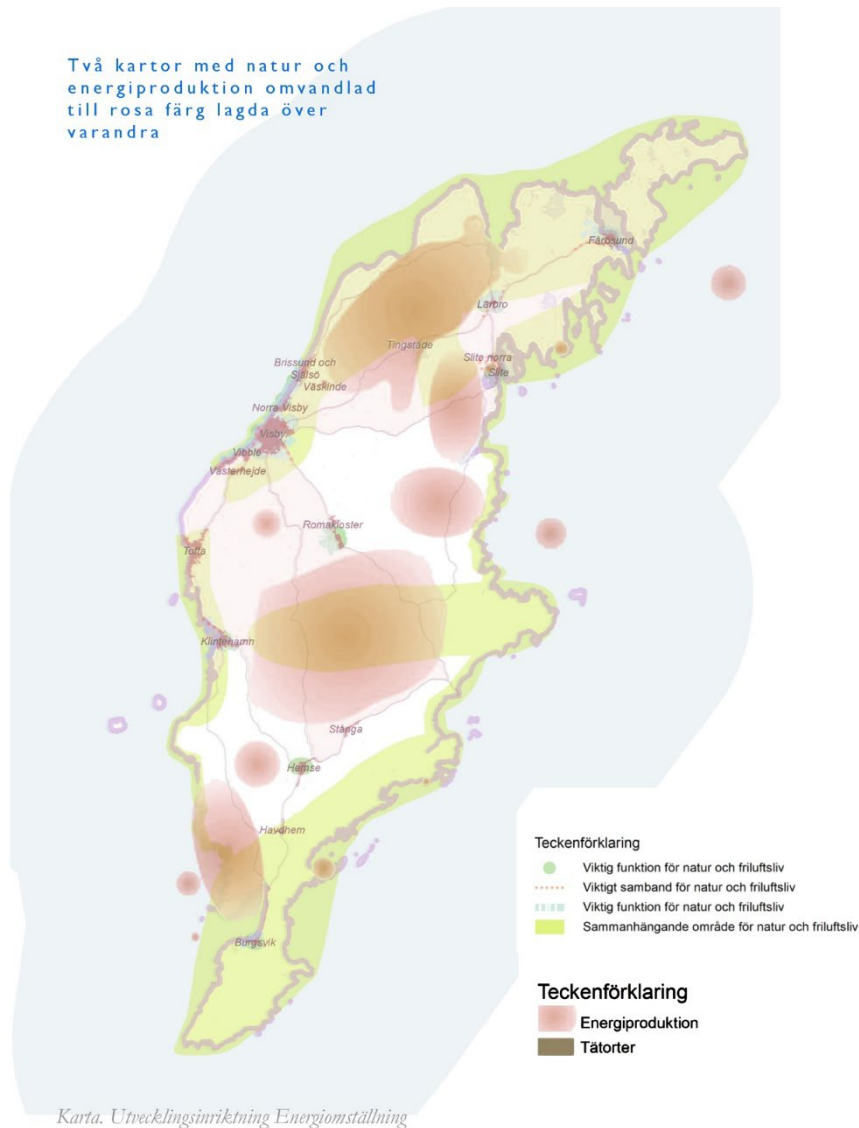 Två kartor med natur och
energiproduktion omvandlad
till rosa färg lagda över
varandra
Fårösund
Lärbro
Tingstäde
Slite norra
Slite
Brissund och
Själsö
Väskinde
Norra Visby
Visby
Vibble
Västerhejde
Romakloster
Tofta
Klintehamn
Stånga
Hemse
Havdhem
Burgsvik
Teckenförklaring
Viktig funktion för natur och friluftsliv
Viktigt samband för natur och friluftsliv
Viktig funktion för natur och friluftsliv
Sammanhängande område för natur och friluftsliv
Teckenförklaring
Energiproduktion
Tätorter
Karta. Utvecklingsinriktning Energiomställning